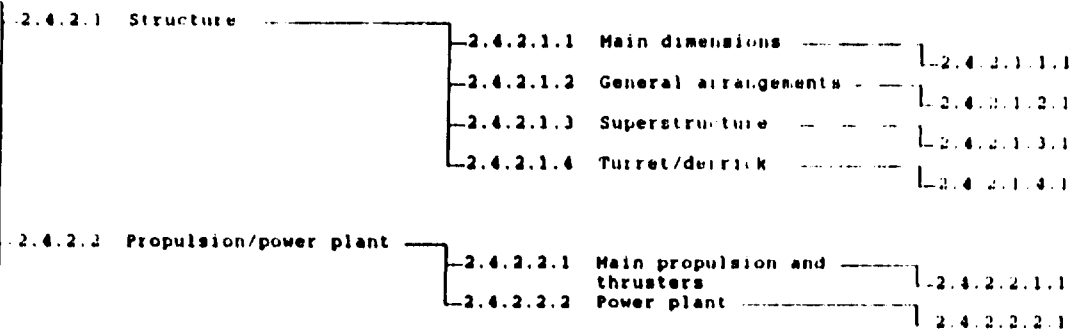 2.4.2.1 Structure
2.4.2.1.1 Main dimensions
2.4.2.1.1.1
2.4.2.1.2 General arrangements
2.4.2.1.2.1
2.4.2.1.3 Superstructure
2.4.2.1.3.1
2.4.2.1.4 Turret/derrick
2.4.2.1.4.1
2.4.2.2 Propulsion/power plant
2.4.2.2.1 Main propulsion and
thrusters
2.4.2.2.1.1
2.4.2.2.2 Power plant
2.4.2.2.2.1